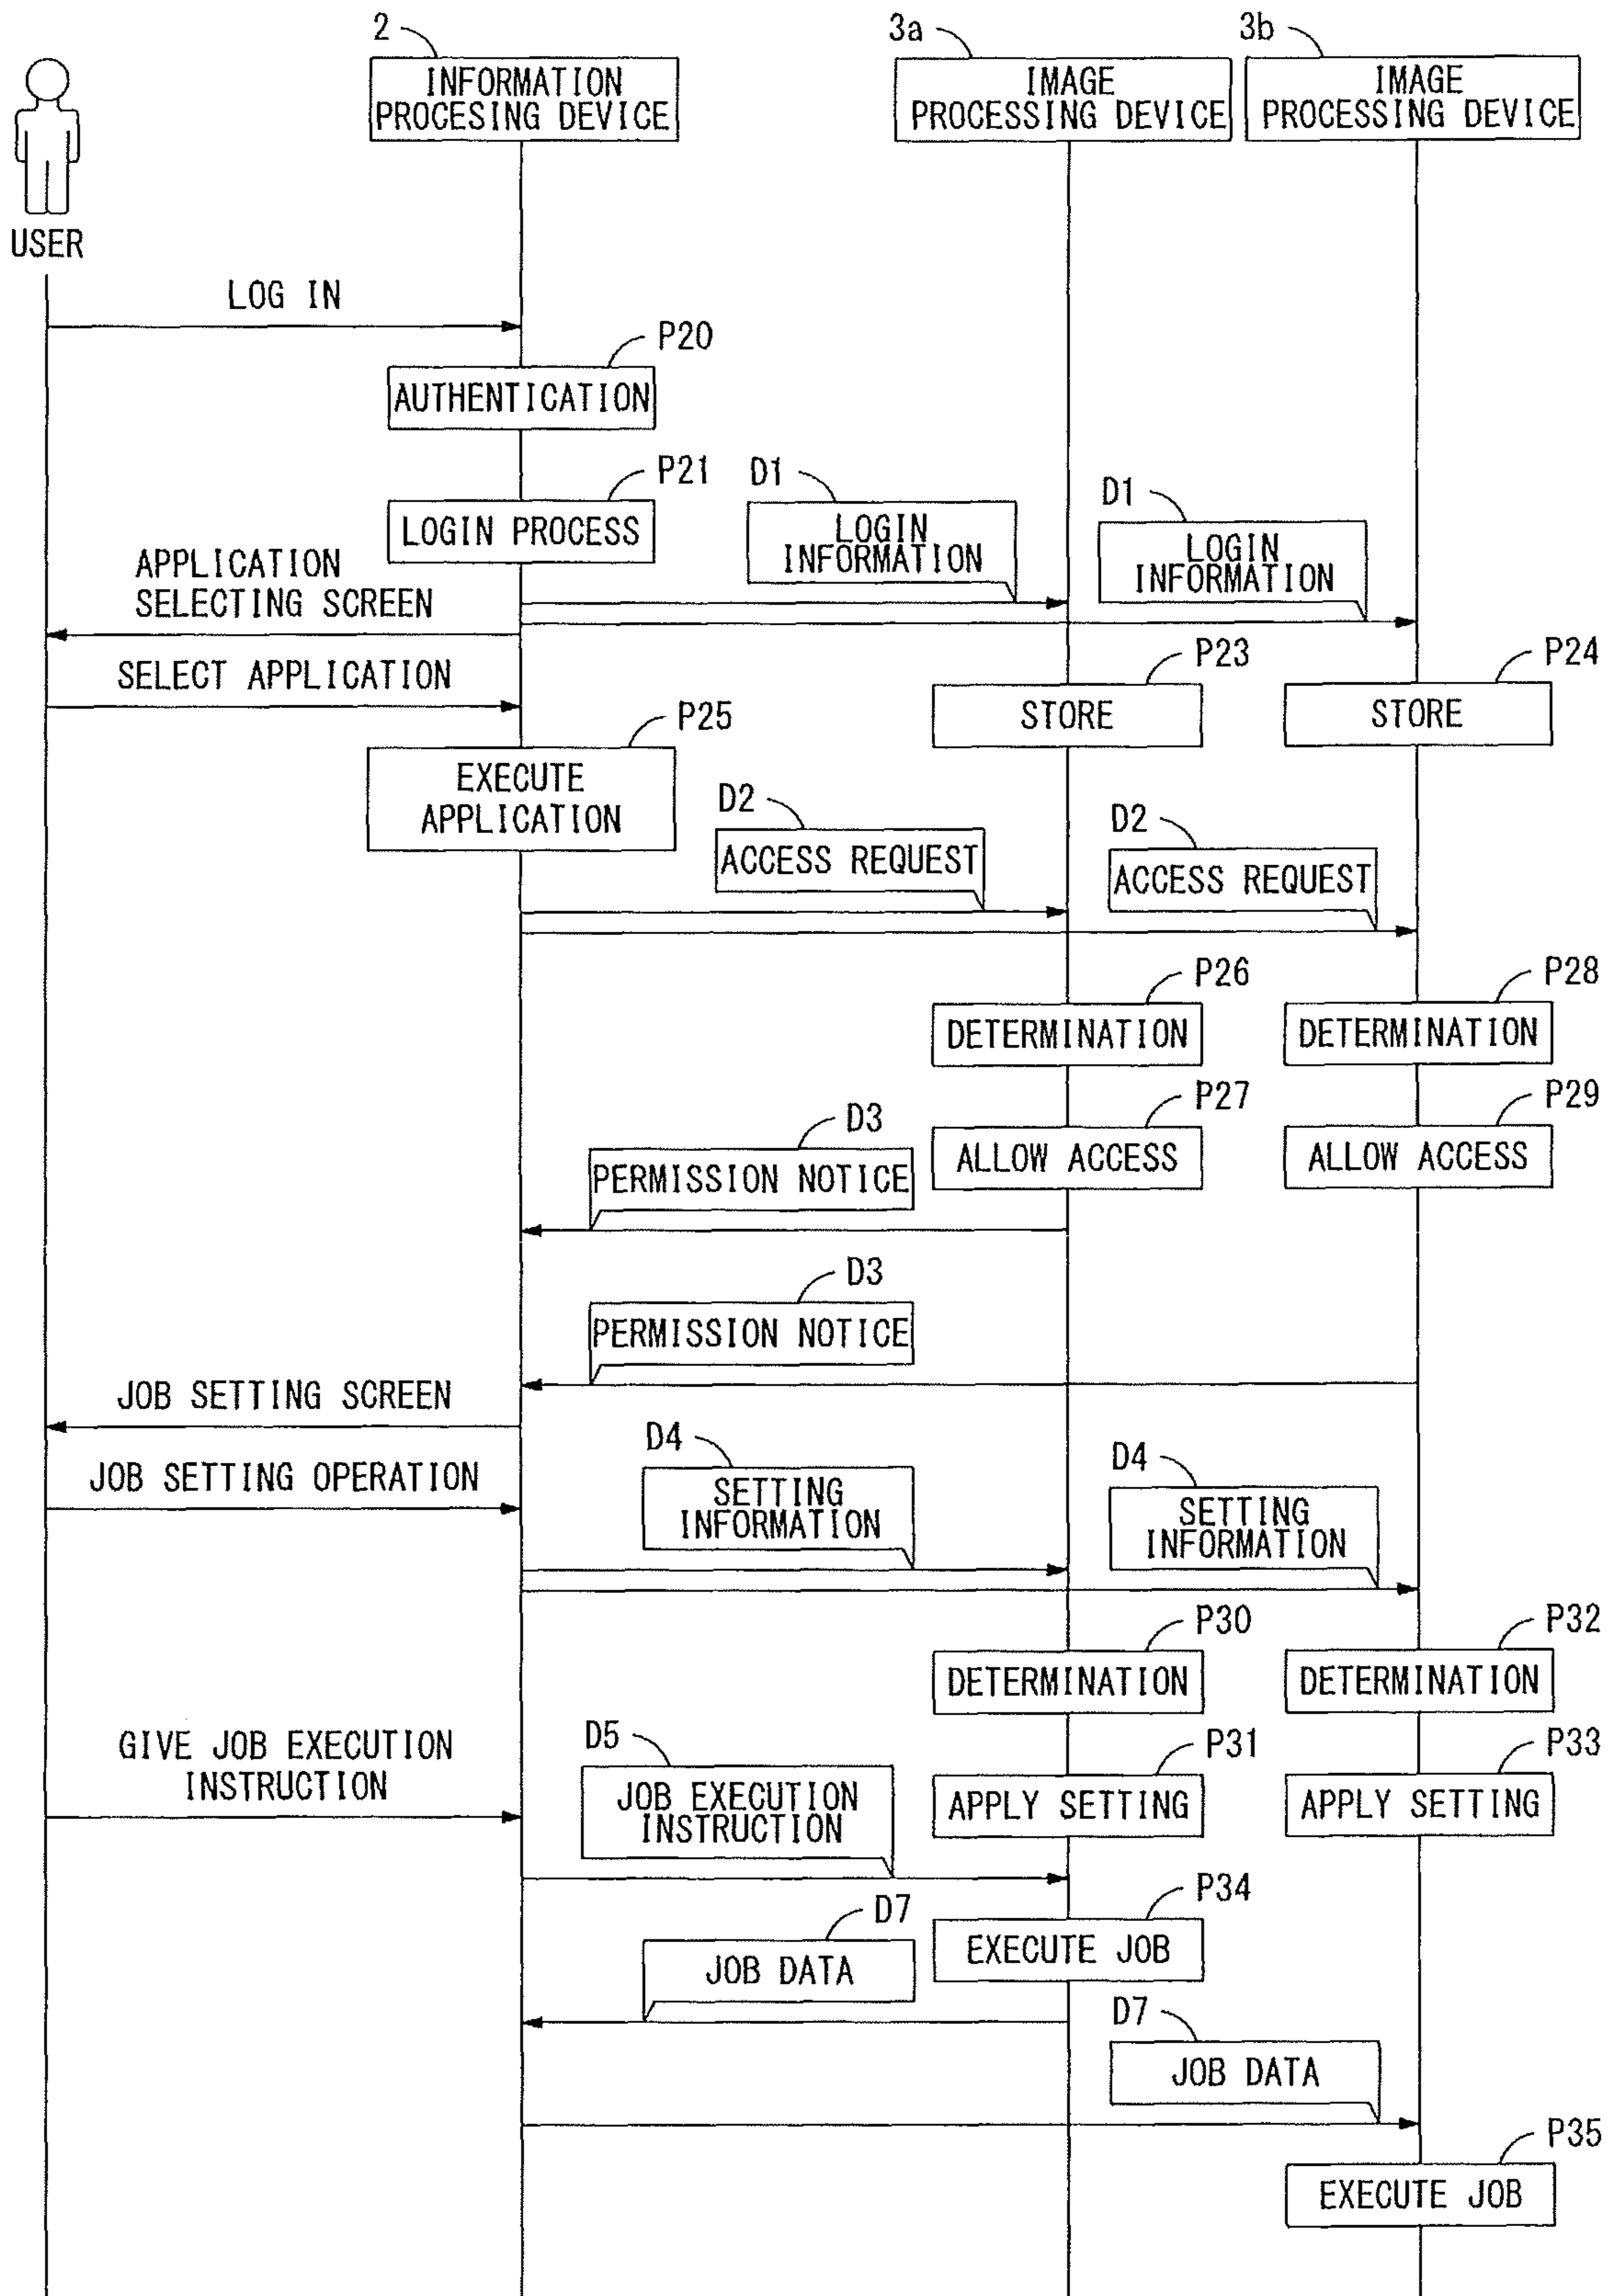 2
3a
3b
INFORMATION
PROCESING DEVICE
IMAGE
PROCESSING DEVICE
IMAGE
PROCESSING DEVICE
USER
LOG IN
P20
AUTHENTICATION
P21
LOGIN PROCESS
D1
LOGIN
INFORMATION
D1
LOGIN
INFORMATION
APPLICATION
SELECTING SCREEN
SELECT APPLICATION
P23
STORE
P24
STORE
P25
EXECUTE
APPLICATION
D2
ACCESS REQUEST
D2
ACCESS REQUEST
P26
DETERMINATION
P28
DETERMINATION
P27
ALLOW ACCESS
P29
ALLOW ACCESS
D3
PERMISSION NOTICE
D3
PERMISSION NOTICE
JOB SETTING SCREEN
JOB SETTING OPERATION
D4
SETTING
INFORMATION
D4
SETTING
INFORMATION
P30
DETERMINATION
P32
DETERMINATION
GIVE JOB EXECUTION
INSTRUCTION
D5
JOB EXECUTION
INSTRUCTION
P31
APPLY SETTING
P33
APPLY SETTING
P34
EXECUTE JOB
D7
JOB DATA
D7
JOB DATA
P35
EXECUTE JOB